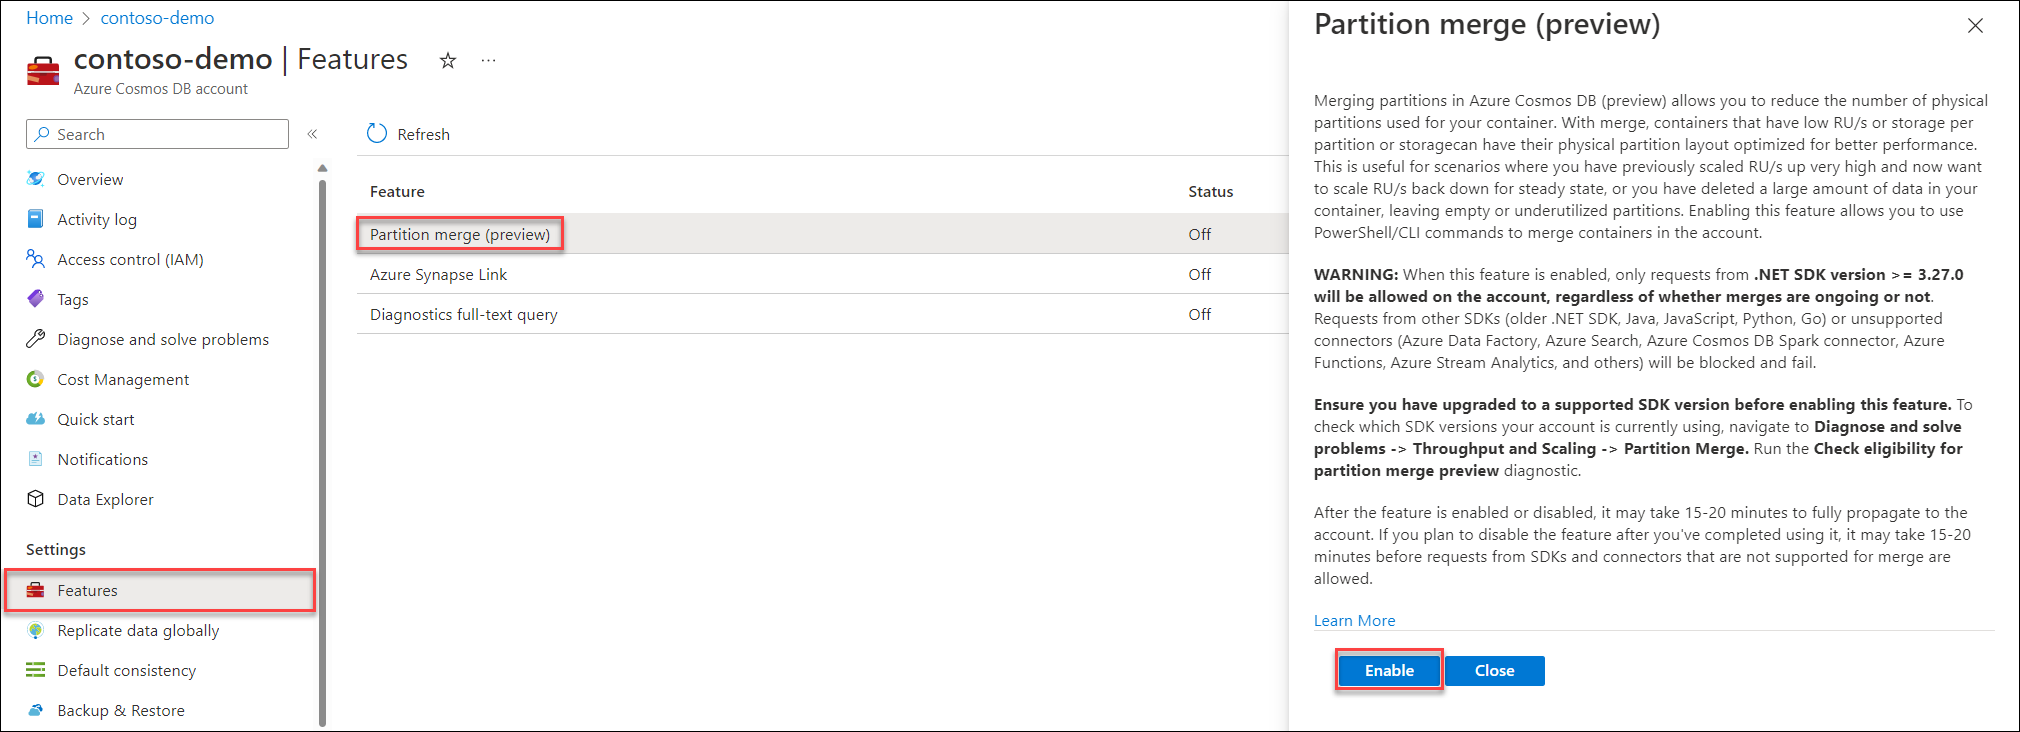 Home > contoso-demo
contoso-demo | Features
Azure Cosmos DB account
Search
Overview
Activity log
Access control (IAM)
Tags
Diagnose and solve problems
Cost Management
Quick start
Notifications
Data Explorer
Settings
Features
Replicate data globally
Default consistency
Backup & Restore
Refresh
Feature Status
Partition merge (preview) Off
Azure Synapse Link Off
Diagnostics full-text query Off
Partition merge (preview)
Merging partitions in Azure Cosmos DB (preview) allows you to reduce the number of physical
partitions used for your container. With merge, containers that have low RU/s or storage per
partition or storagecan have their physical partition layout optimized for better performance.
This is useful for scenarios where you have previously scaled RU/s up very high and now want
to scale RU/s back down for steady state, or you have deleted a large amount of data in your
container, leaving empty or underutilized partitions. Enabling this feature allows you to use
PowerShell/CLI commands to merge containers in the account.
WARNING: When this feature is enabled, only requests from .NET SDK version >= 3.27.0
will be allowed on the account, regardless of whether merges are ongoing or not.
Requests from other SDKs (older .NET SDK, Java, JavaScript, Python, Go) or unsupported
connectors (Azure Data Factory, Azure Search, Azure Cosmos DB Spark connector, Azure
Functions, Azure Stream Analytics, and others) will be blocked and fail.
Ensure you have upgraded to a supported SDK version before enabling this feature. To
check which SDK versions your account is currently using, navigate to Diagnose and solve
problems -> Throughput and Scaling -> Partition Merge. Run the Check eligibility for
partition merge preview diagnostic.
After the feature is enabled or disabled, it may take 15-20 minutes to fully propagate to the
account. If you plan to disable the feature after you've completed using it, it may take 15-20
minutes before requests from SDKs and connectors that are not supported for merge are
allowed.
Learn More
Enable Close